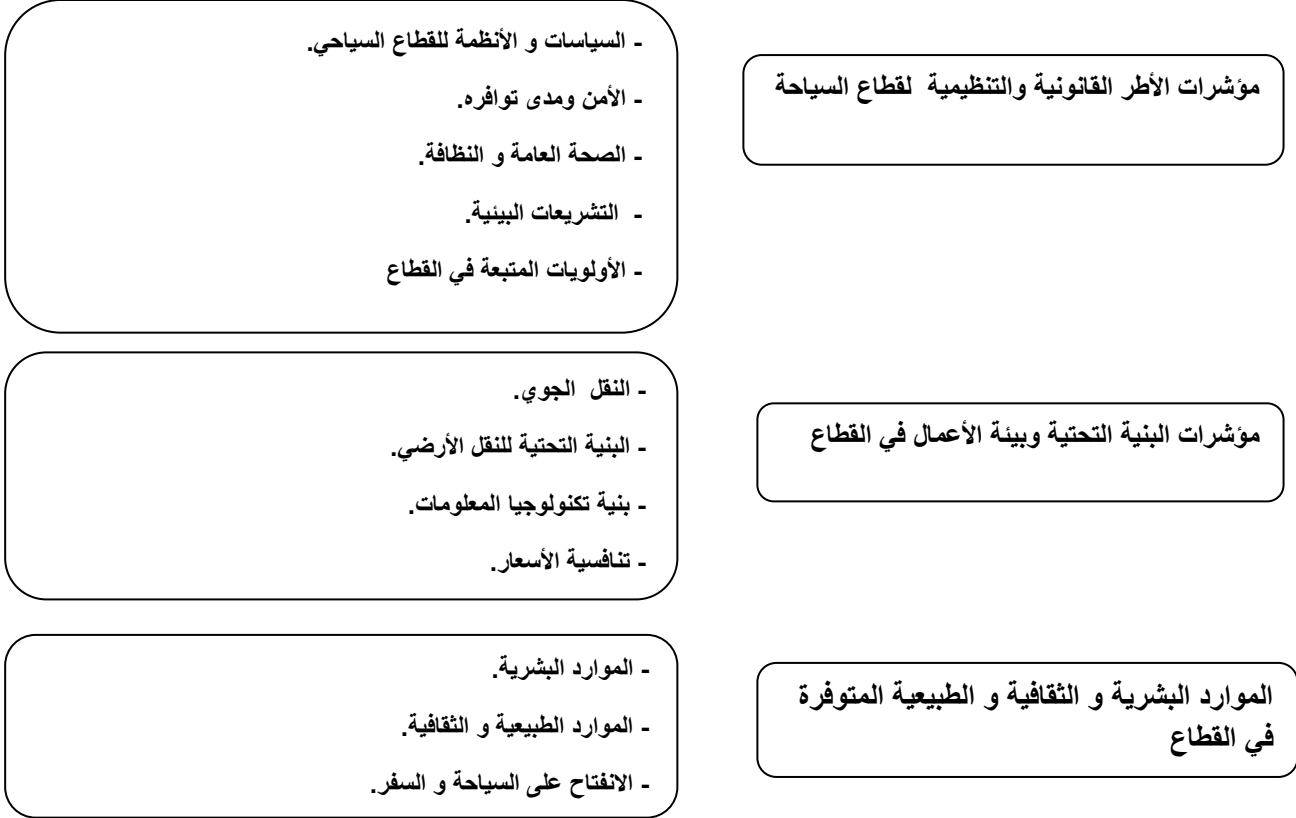 مؤشرات الأطر القانونية والتنظيمية لقطاع السياحة
- السياسات و الأنظمة للقطاع السياحي.
- الأمن ومدى توافره.
- الصحة العامة و النظافة.
- التشريعات البيئية.
- الأولويات المتبعة في القطاع
مؤشرات البنية التحتية وبيئة الأعمال في القطاع
- النقل الجوي.
- البنية التحتية للنقل الأرضي.
- بنية تكنولوجيا المعلومات.
- تنافسية الأسعار.
الموارد البشرية و الثقافية و الطبيعية المتوفرة
في القطاع
- الموارد البشرية.
- الموارد الطبيعية و الثقافية.
- الانفتاح على السياحة و السفر.